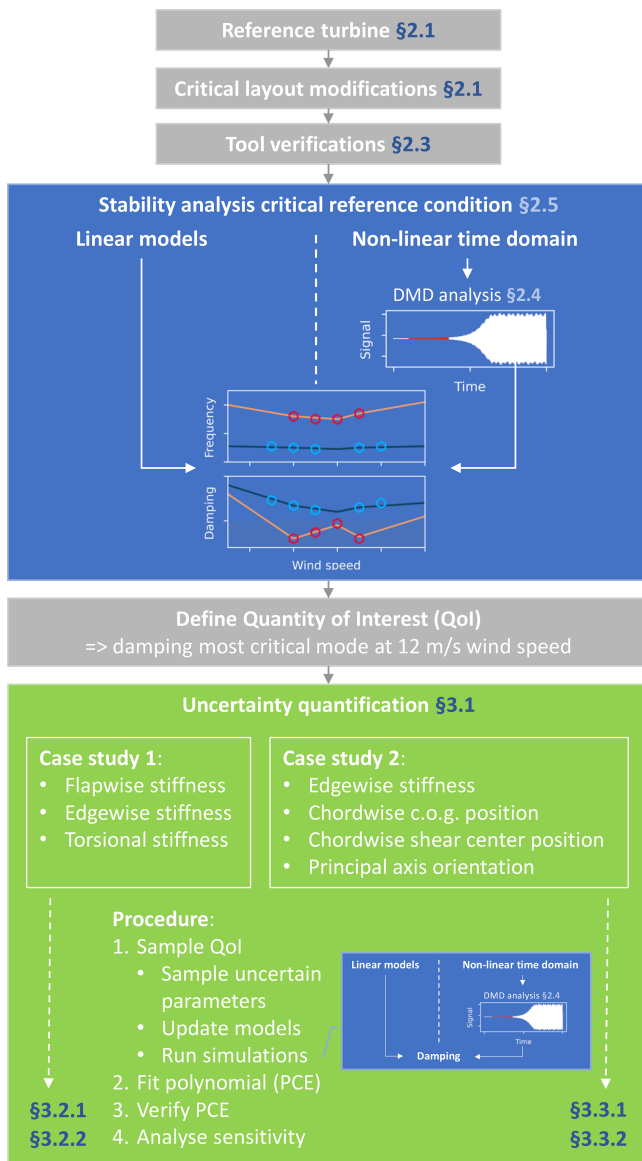 Reference turbine §2.1
Critical layout modifications §2.1
Tool verifications §2.3
Stability analysis critical reference condition §2.5
Linear models
Non-linear time domain
DMD analysis §2.4
Signal
Time
Frequency
Damping
Wind speed
Define Quantity of Interest (QoI)
=> damping most critical mode at 12 m/s wind speed
Uncertainty quantification §3.1
Case study 1:
• Flapwise stiffness
• Edgewise stiffness
• Torsional stiffness
Case study 2:
• Edgewise stiffness
• Chordwise c.o.g. position
• Chordwise shear center position
• Principal axis orientation
Procedure:
1. Sample QoI
• Sample uncertain
parameters
• Update models
• Run simulations
2. Fit polynomial (PCE)
3. Verify PCE
4. Analyse sensitivity
Linear models
Non-linear time domain
DMD analysis §2.4
Signal
Time
Damping
§3.2.1
§3.2.2
§3.3.1
§3.3.2